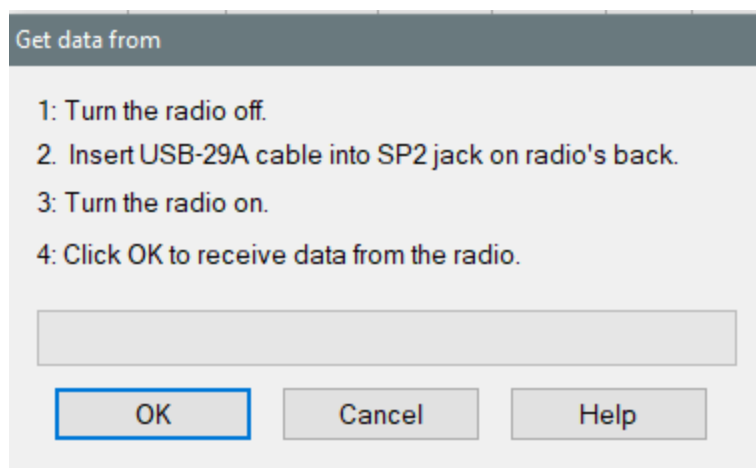 Get data from
1: Turn the radio off.
2. Insert USB-29A cable into SP2 jack on radio's back.
3: Turn the radio on.
4: Click OK to receive data from the radio.
OK Cancel Help